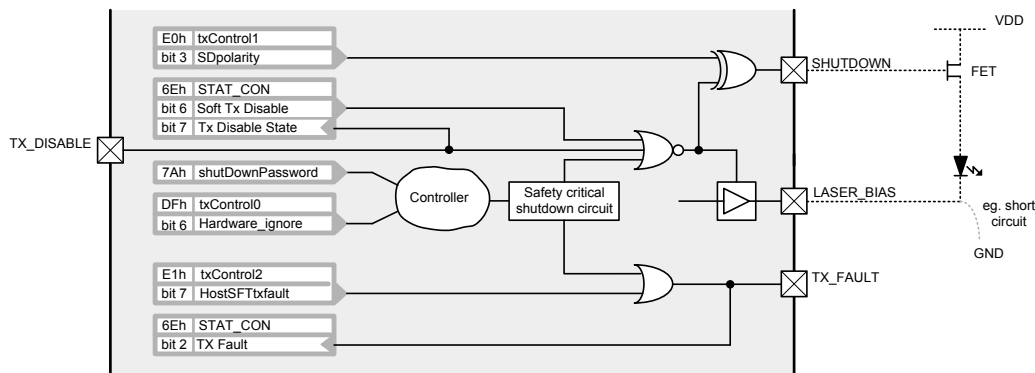 VDD
E0h txControl1
bit 3 SDpolarity
SHUTDOWN
FET
6Eh STAT_CON
bit 6 Soft Tx Disable
bit 7 Tx Disable State
TX_DISABLE
7Ah shutDownPassword
Controller
Safety critical
shutdown circuit
LASER_BIAS
eg. short
circuit
DFh txControl0
bit 6 Hardware_ignore
GND
E1h txControl2
bit 7 HostSFTtxfault
TX_FAULT
6Eh STAT_CON
bit 2 TX Fault